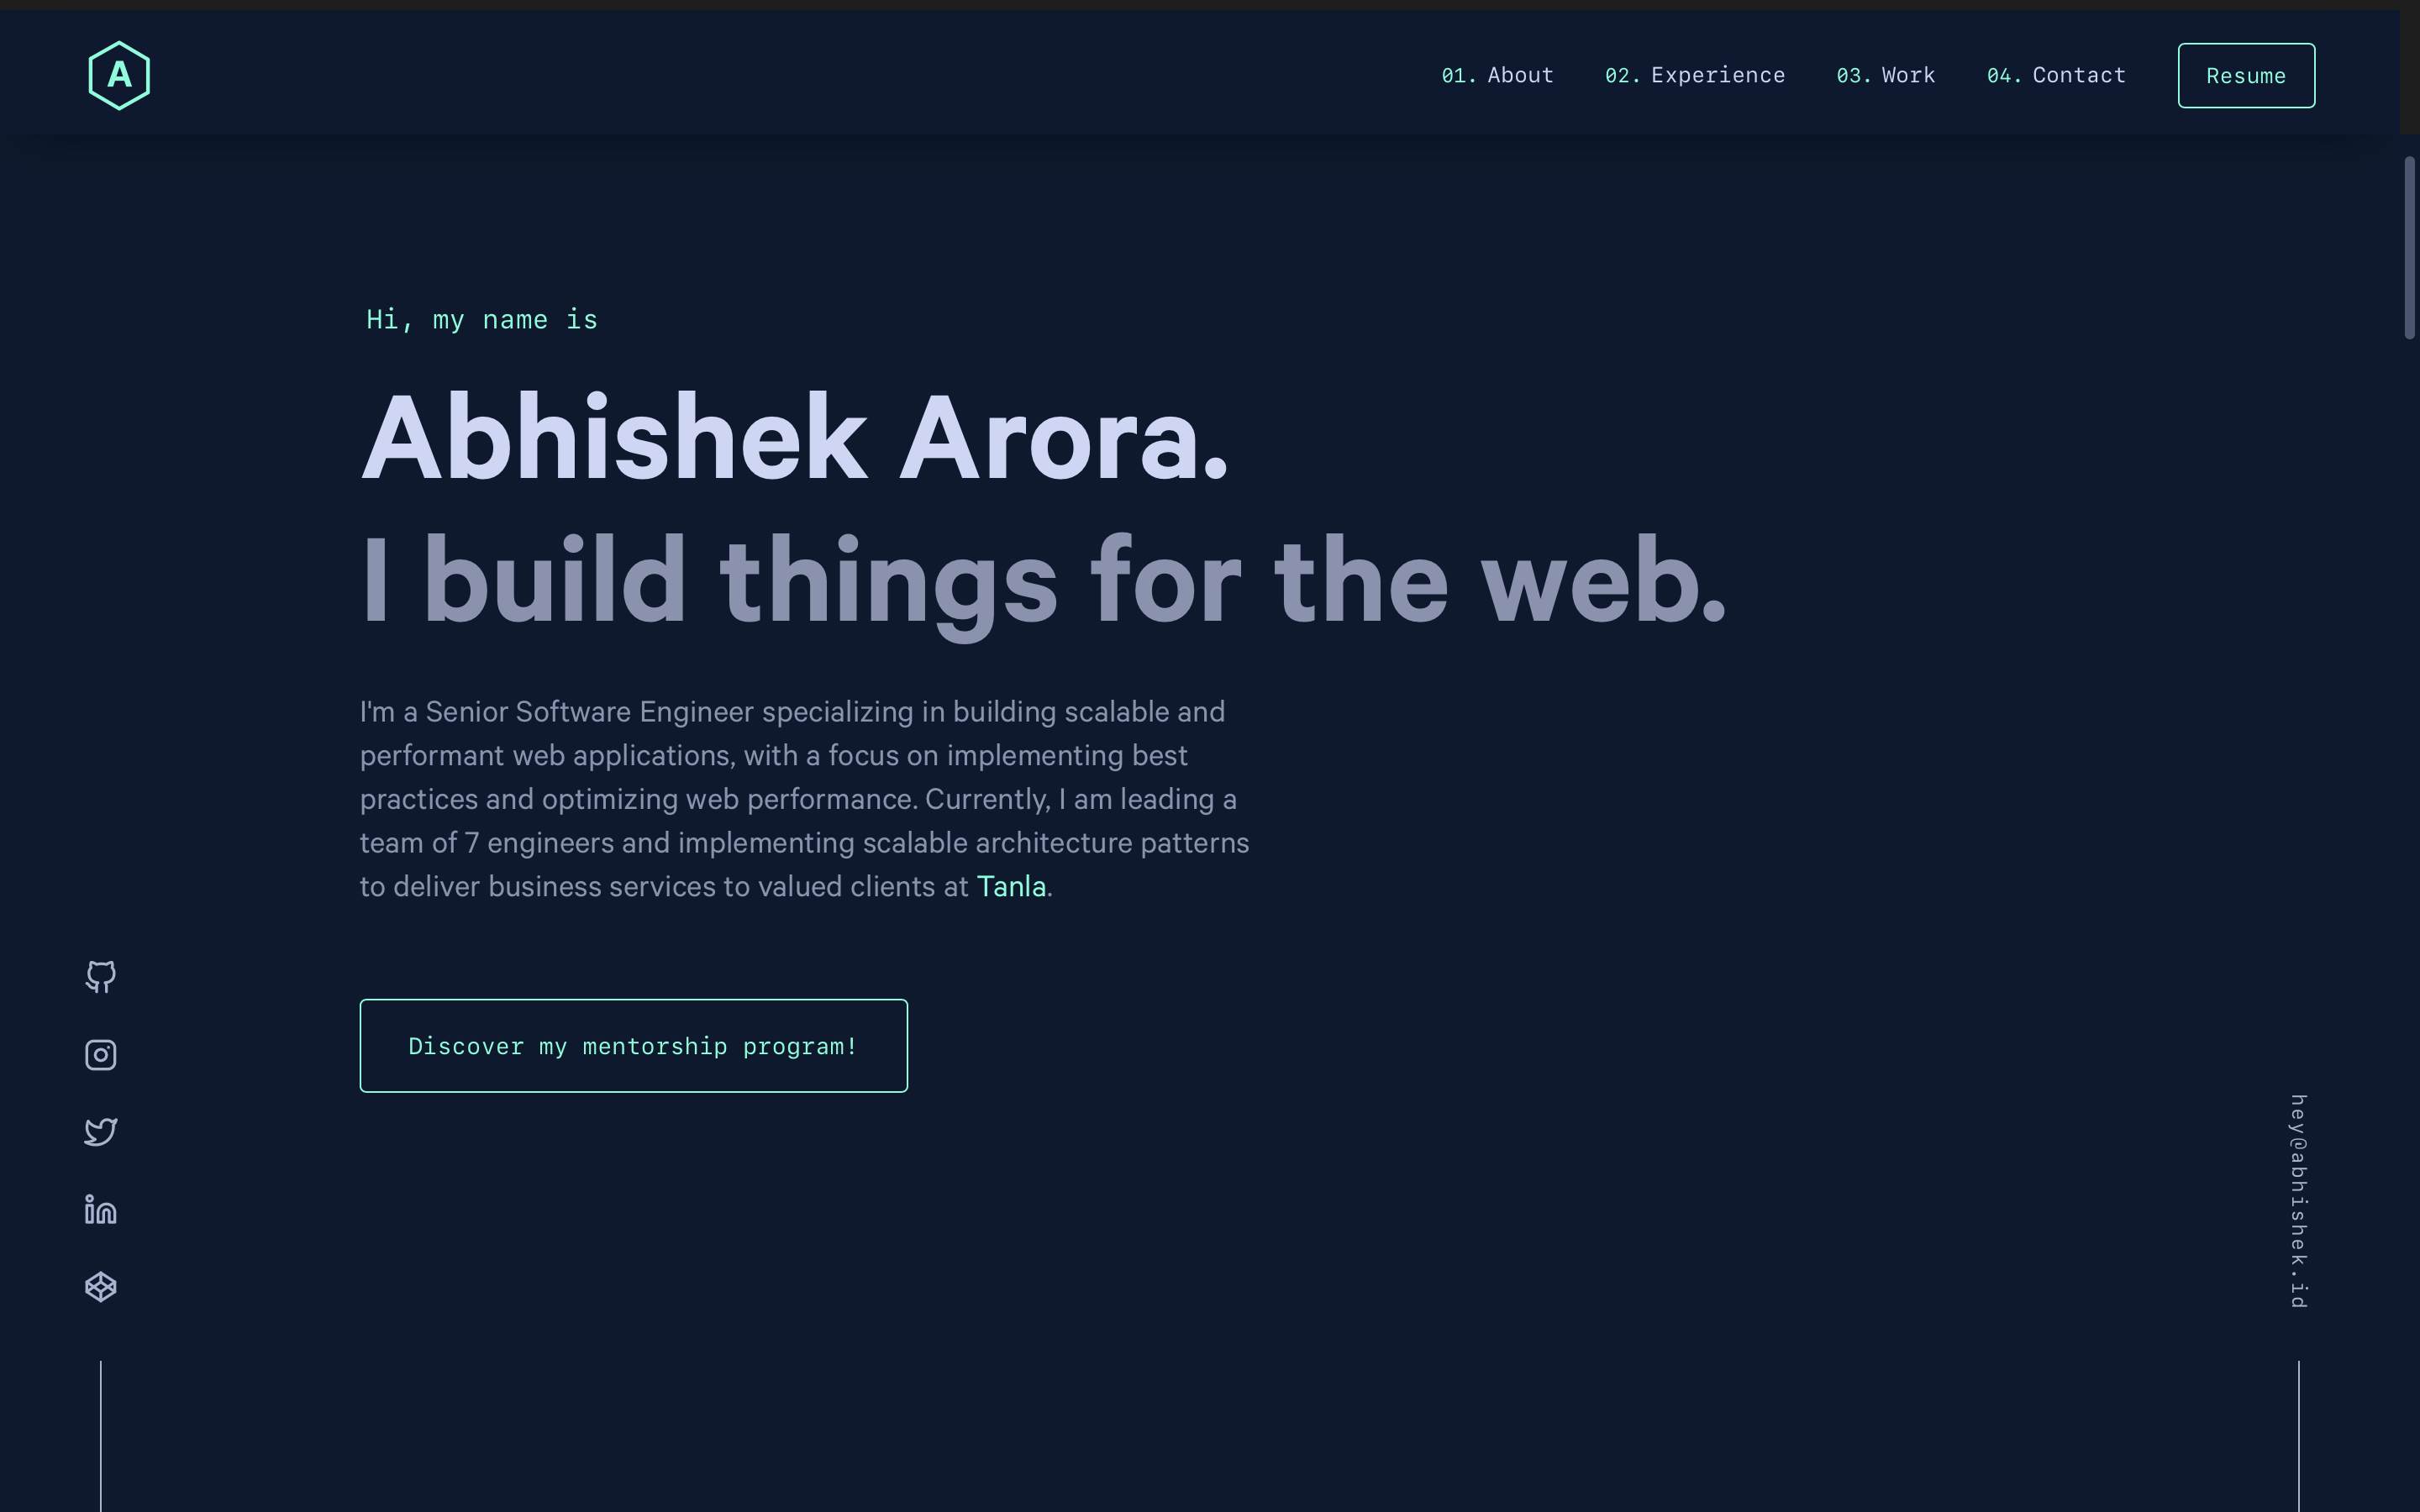 A
01. About
02. Experience
03. Work
04. Contact
Resume
Hi, my name is
Abhishek Arora.
I build things for the web.
I'm a Senior Software Engineer specializing in building scalable and
performant web applications, with a focus on implementing best
practices and optimizing web performance. Currently, I am leading a
team of 7 engineers and implementing scalable architecture patterns
to deliver business services to valued clients at Tanla.
Discover my mentorship program!
in
hey@abhishek.id